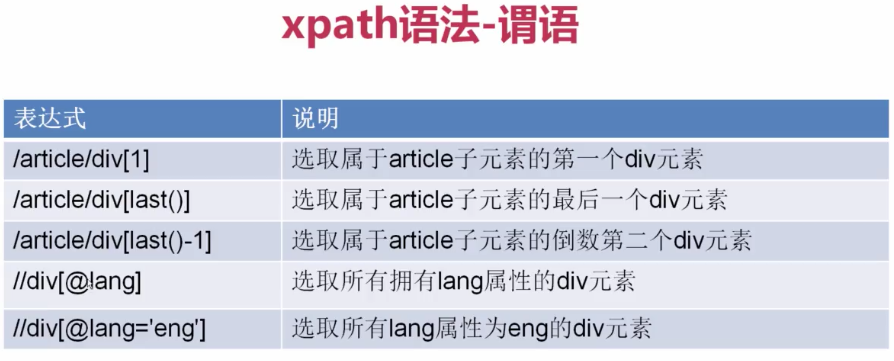 xpath语法-谓语
表达式 说明
/article/div[1] 选取属于article子元素的第一个div元素
/article/div[last()] 选取属于article子元素的最后一个div元素
/article/div[last()-1] 选取属于article子元素的倒数第二个div元素
//div[@lang] 选取所有拥有lang属性的div元素
//div[@lang='eng'] 选取所有lang属性为eng的div元素